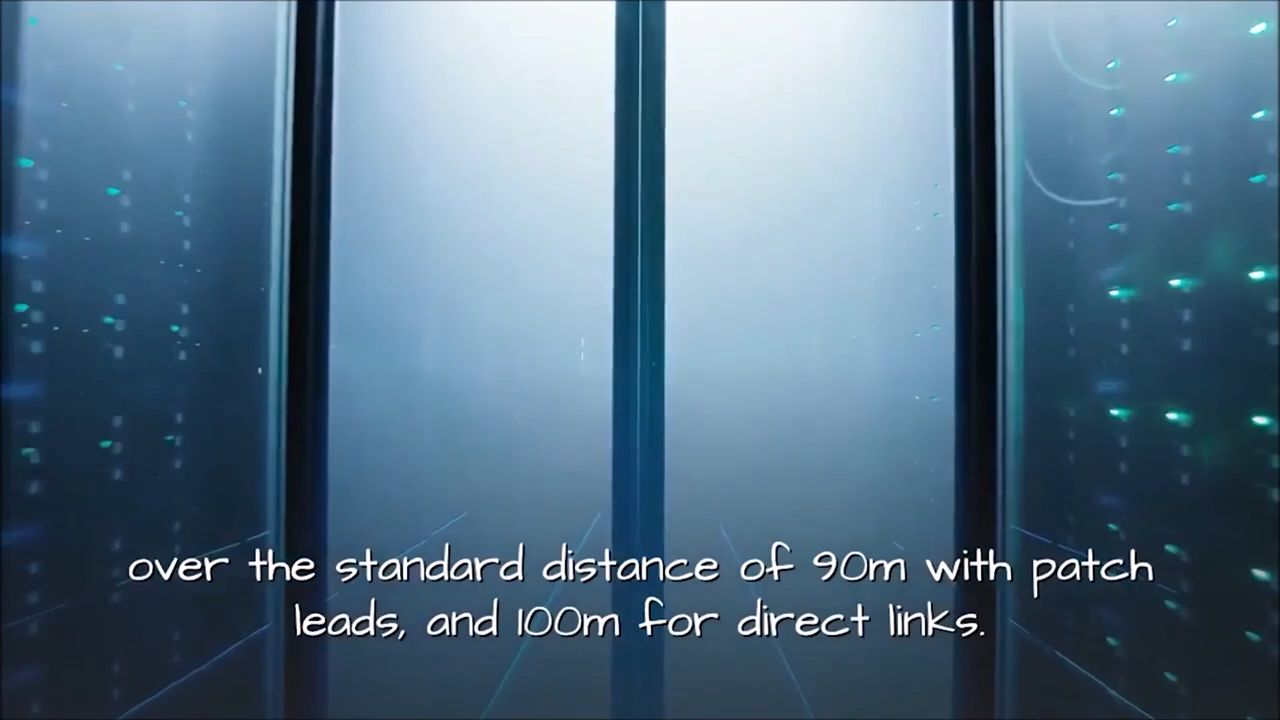 over the standard distance of 90m with patch
leads, and 100m for direct links.